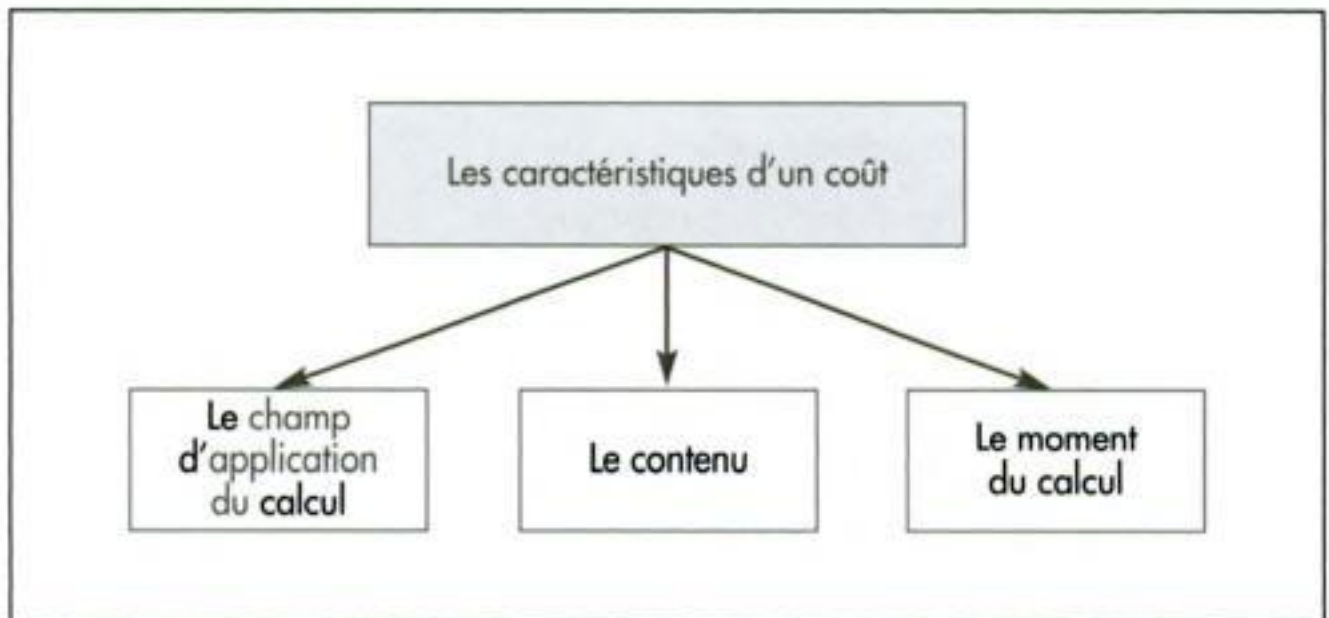 Les caractéristiques d'un coût
Le champ
d'application
du calcul
Le contenu
Le moment
du calcul